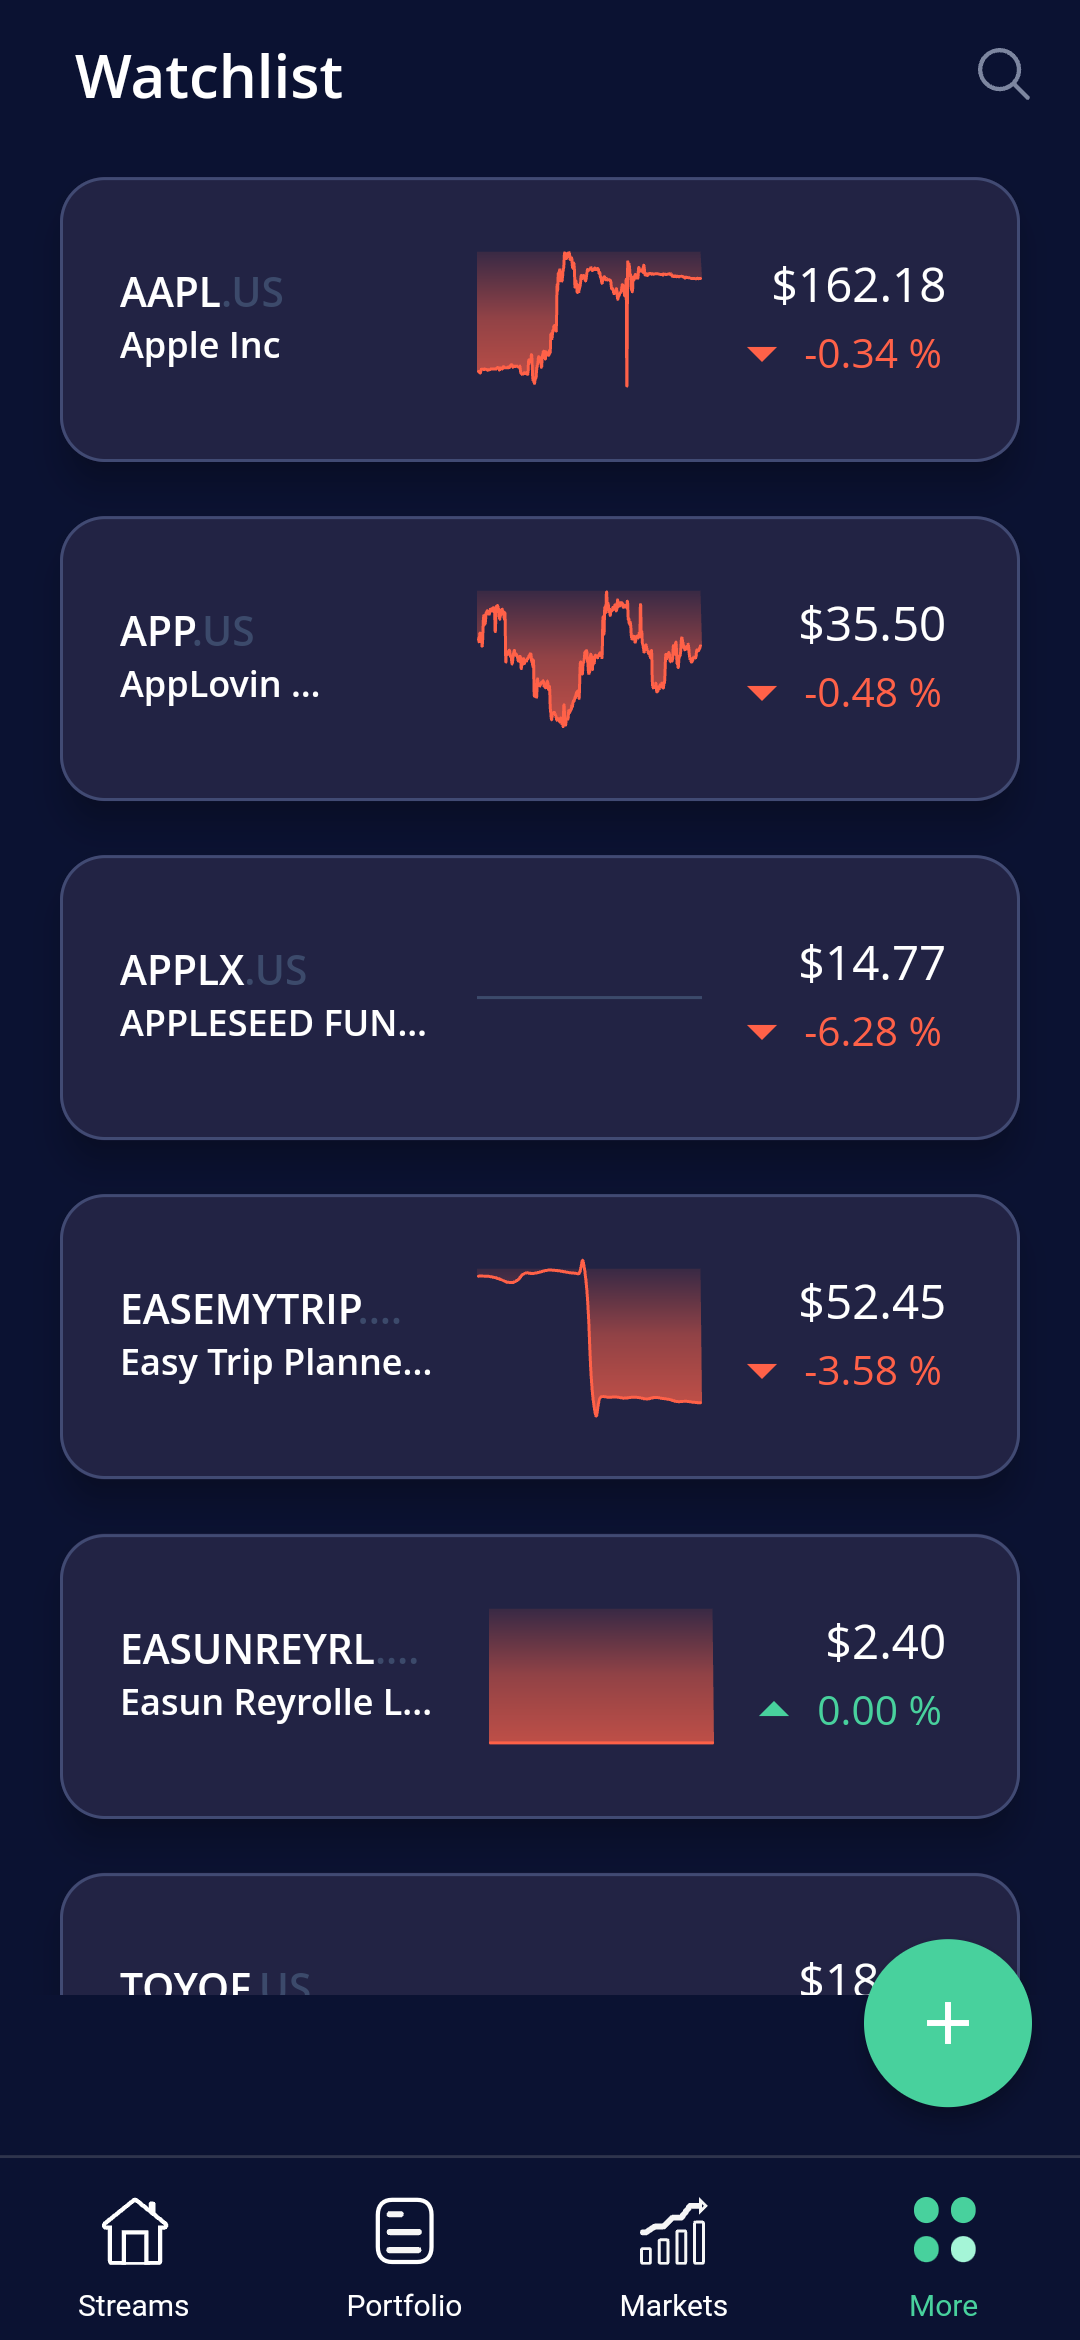 Watchlist
AAPL.US
Apple Inc
$162.18
-0.34 %
APP.US
AppLovin ...
$35.50
-0.48 %
APPLX.US
APPLESEED FUN...
$14.77
-6.28 %
EASEMYTRIP....
Easy Trip Planne...
$52.45
-3.58 %
EASUNREYRL....
Easun Reyrolle L...
$2.40
0.00 %
.US
$18
+
Streams
Portfolio
Markets
More